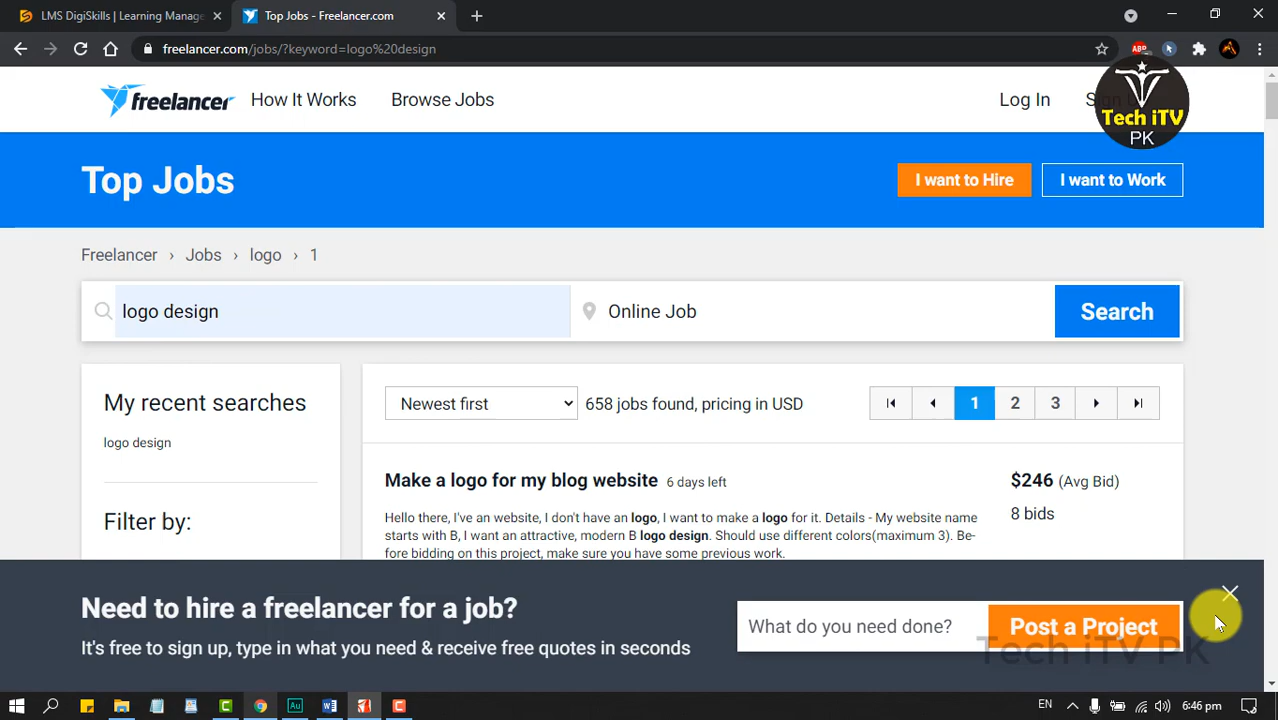 LMS DigiSkills | Learning Manage
Top Jobs - Freelancer.com
freelancer.com/jobs/?keyword=logo%20design
ABP
freelancer
How It Works
Browse Jobs
Log In
Tech iTV
PK
Top Jobs
I want to Hire
I want to Work
Freelancer › Jobs › logo › 1
logo design
Online Job
Search
My recent searches
logo design
Filter by:
Newest first
658 jobs found, pricing in USD
1 2 3
Make a logo for my blog website 6 days left
$246 (Avg Bid)
8 bids
Hello there, I've an website, I don't have an logo, I want to make a logo for it. Details - My website name
starts with B, I want an attractive, modern B logo design. Should use different colors(maximum 3). Be-
fore bidding on this project, make sure you have some previous work.
Need to hire a freelancer for a job?
It's free to sign up, type in what you need & receive free quotes in seconds
What do you need done?
Post a Project
Tech iTV PK
EN
6:46 pm